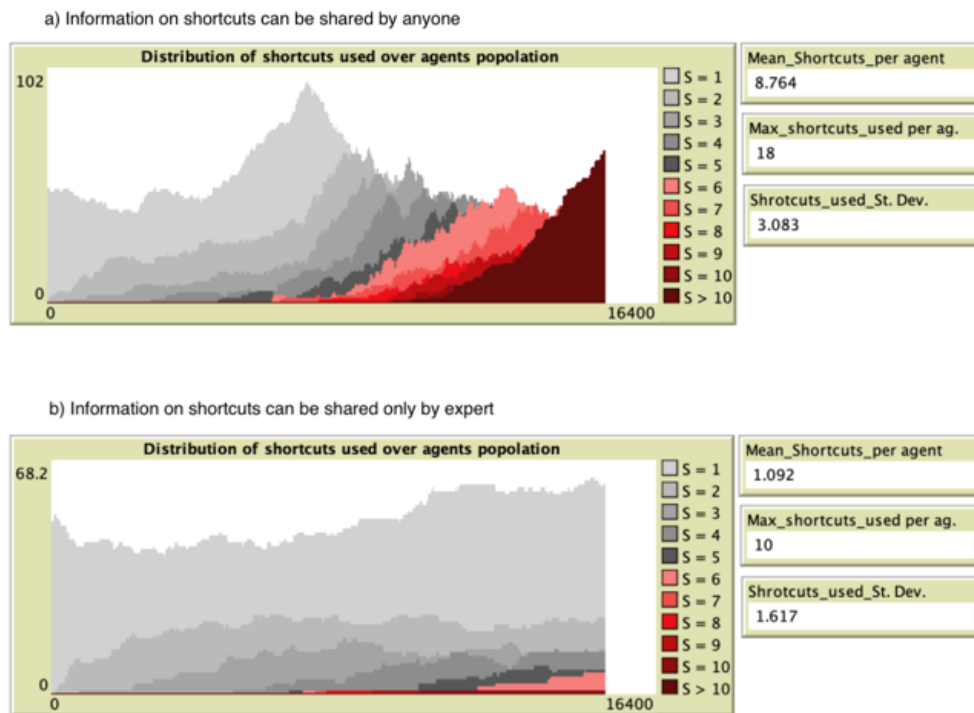 a) Information on shortcuts can be shared by anyone
Distribution of shortcuts used over agents popolation
102
0
0
16400
S = 1
S = 2
S = 3
S = 4
S = 5
S = 6
S = 7
S = 8
S = 9
S = 10
S > 10
Mean_Shortcuts_per agent
8.764
Max_shortcuts_used per ag.
18
Shrotcuts_used_St. Dev.
3.083
b) Information on shortcuts can be shared only by expert
Distribution of shortcuts used over agents popolation
68.2
0
0
16400
S = 1
S = 2
S = 3
S = 4
S = 5
S = 6
S = 7
S = 8
S = 9
S = 10
S > 10
Mean_Shortcuts_per agent
1.092
Max_shortcuts_used per ag.
10
Shrotcuts_used_St. Dev.
1.617